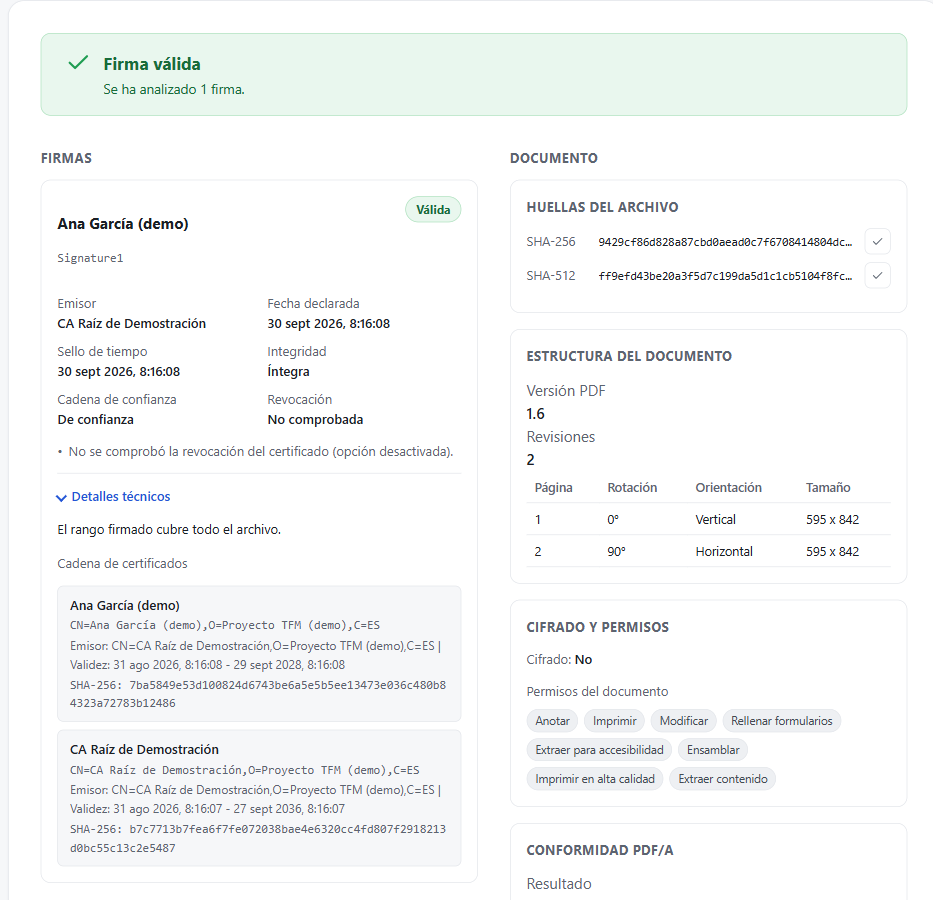 Firma válida
Se ha analizado 1 firma.
FIRMAS
Válida
Ana García (demo)
Signature1
Emisor
CA Raíz de Demostración
Fecha declarada
30 sept 2026, 8:16:08
Sello de tiempo
30 sept 2026, 8:16:08
Integridad
Íntegra
Cadena de confianza
De confianza
Revocación
No comprobada
• No se comprobó la revocación del certificado (opción desactivada).
Detalles técnicos
El rango firmado cubre todo el archivo.
Cadena de certificados
Ana García (demo)
CN=Ana García (demo),O=Proyecto TFM (demo),C=ES
Emisor: CN=CA Raíz de Demostración,O=Proyecto TFM (demo),C=ES |
Validez: 31 ago 2026, 8:16:08 - 29 sept 2028, 8:16:08
SHA-256: 7ba5849e53d100824d6743be6a5e5b5ee13473e036c480b8
4323a72783b12486
CA Raíz de Demostración
CN=CA Raíz de Demostración,O=Proyecto TFM (demo),C=ES
Emisor: CN=CA Raíz de Demostración,O=Proyecto TFM (demo),C=ES |
Validez: 31 ago 2026, 8:16:07 - 27 sept 2036, 8:16:07
SHA-256: b7c7713b7fea6f7fe072038bae4e6320cc4fd807f2918213
d0bc55c13c2e5487
DOCUMENTO
HUELLAS DEL ARCHIVO
SHA-256 9429cf86d828a87cbd0aead0c7f6708414804dc…
SHA-512 ff9efd43be20a3f5d7c199da5d1c1cb5104f8fc…
ESTRUCTURA DEL DOCUMENTO
Versión PDF
1.6
Revisiones
2
Página Rotación Orientación Tamaño
1 0° Vertical 595 x 842
2 90° Horizontal 595 x 842
CIFRADO Y PERMISOS
Cifrado: No
Permisos del documento
Anotar Imprimir Modificar Rellenar formularios
Extraer para accesibilidad Ensamblar
Imprimir en alta calidad Extraer contenido
CONFORMIDAD PDF/A
Resultado